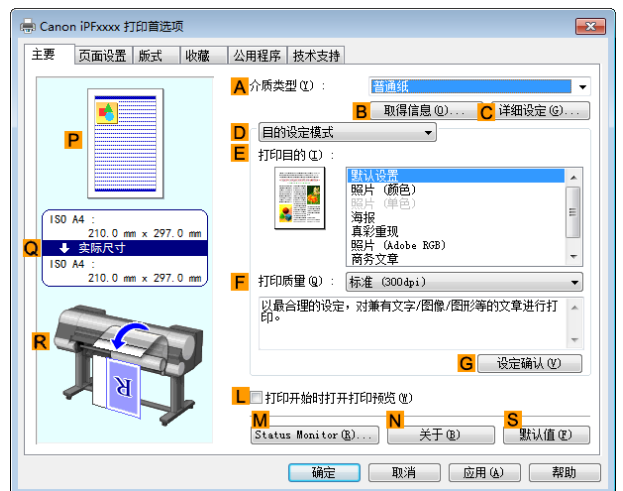 Canon iPFxxxx 打印首选项
主要 页面设置 版式 收藏 公用程序 技术支持
A 介质类型(Y) : 普通纸
B 取得信息(O)... C 详细设定(G)...
D 目的设定模式
E 打印目的(I) :
默认设置
照片 (颜色)
照片 (单色)
海报
真彩重现
照片 (Adobe RGB)
商务文章
P
ISO A4 :
210.0 mm x 297.0 mm
Q 实际尺寸
ISO A4 :
210.0 mm x 297.0 mm
F 打印质量(Q) : 标准 (300dpi)
以最合理的设定，对兼有文字/图像/图形等的文章进行打
印。
R
R
G 设定确认(V)
L 打印开始时打开打印预览(W)
M N S
Status Monitor(R)... 关于(B) 默认值(F)
确定 取消 应用(A) 帮助